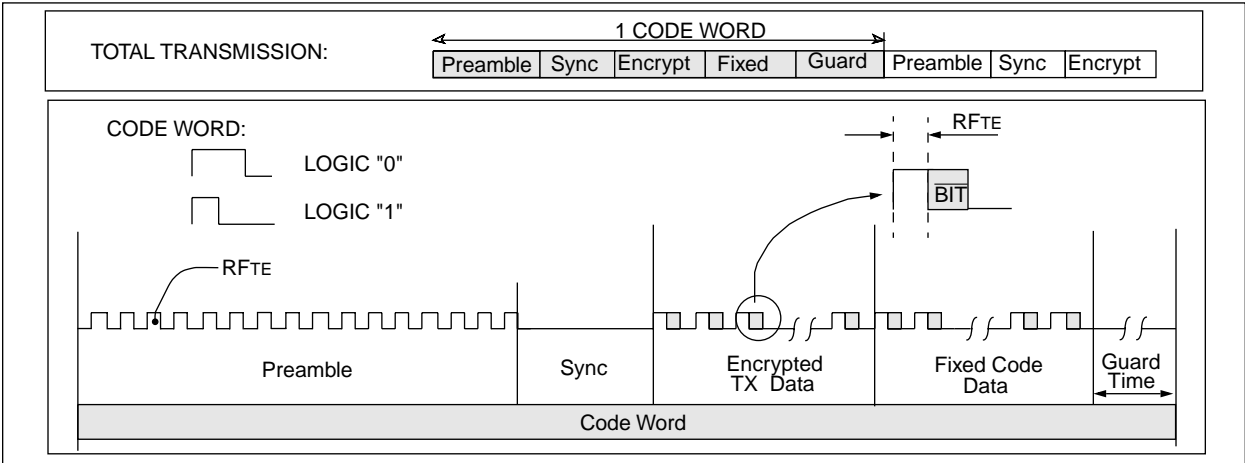 1 CODE WORD
TOTAL TRANSMISSION:
Preamble Sync Encrypt Fixed Guard Preamble Sync Encrypt
CODE WORD:
LOGIC "0"
LOGIC "1"
RFTE
BIT
RFTE
Preamble
Sync
Encrypted
TX Data
Fixed Code
Data
Guard
Time
Code Word